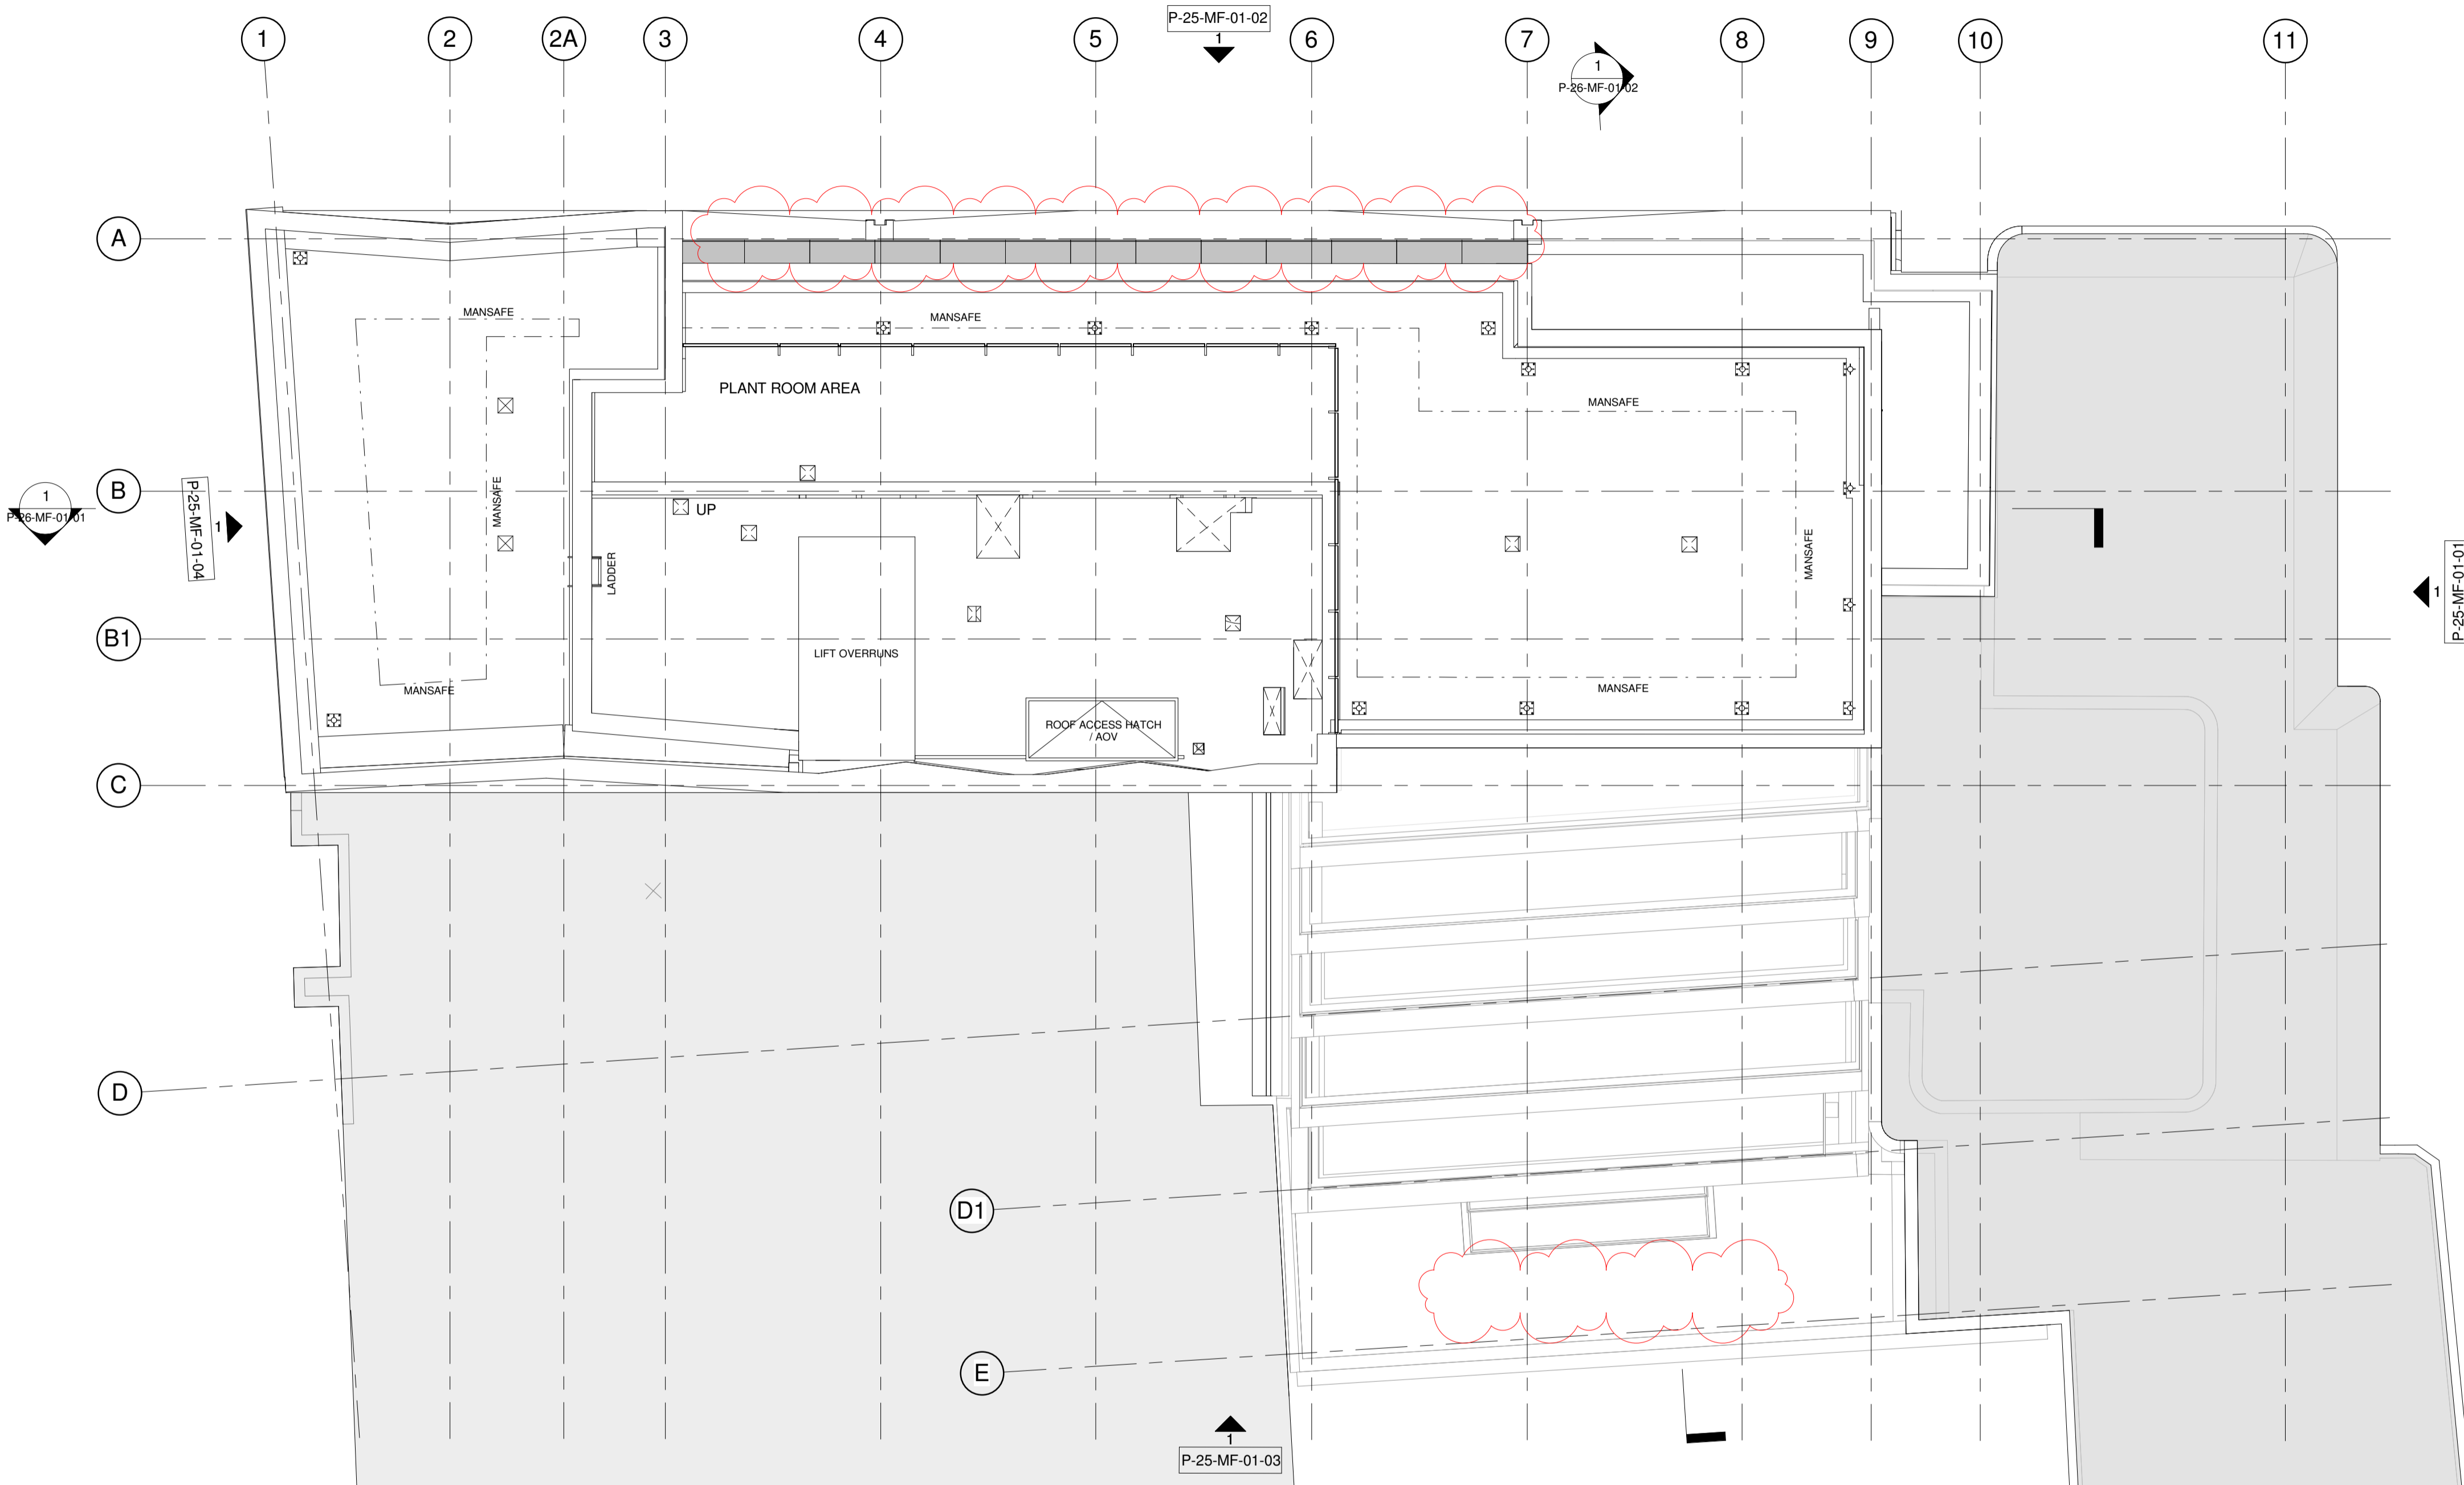 P-25-MF-01-02
1
1
2
2A
3
4
5
6
7
8
9
10
11
1
P-26-MF-01/02
A
MANSAFE
MANSAFE
PLANT ROOM AREA
MANSAFE
B
1
P-26-MF-01/01
P-25-MF-01-04
1
MANSAFE
UP
LADDER
MANSAFE
P-25-MF-01-01
1
B1
LIFT OVERRUNS
MANSAFE
MANSAFE
ROOF ACCESS HATCH
/ AOV
C
D
D1
E
1
P-25-MF-01-03